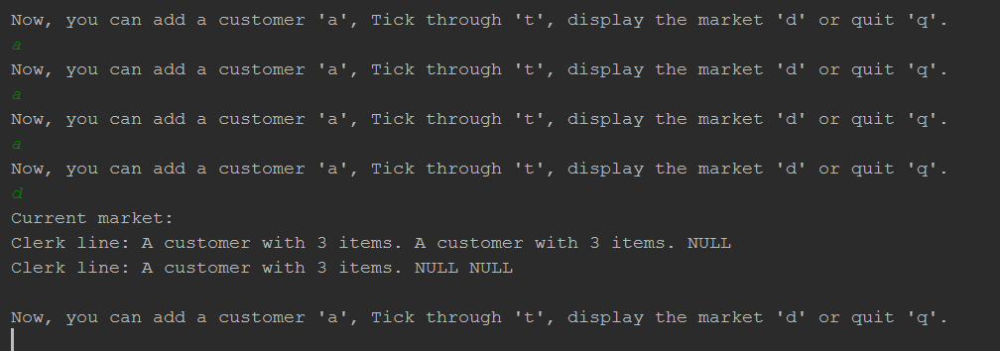 Now, you can add a customer 'a', Tick through 't', display the market 'd' or quit 'q'.
a
Now, you can add a customer 'a', Tick through 't', display the market 'd' or quit 'q'.
a
Now, you can add a customer 'a', Tick through 't', display the market 'd' or quit 'q'.
a
Now, you can add a customer 'a', Tick through 't', display the market 'd' or quit 'q'.
d
Current market:
Clerk line: A customer with 3 items. A customer with 3 items. NULL
Clerk line: A customer with 3 items. NULL NULL
Now, you can add a customer 'a', Tick through 't', display the market 'd' or quit 'q'.